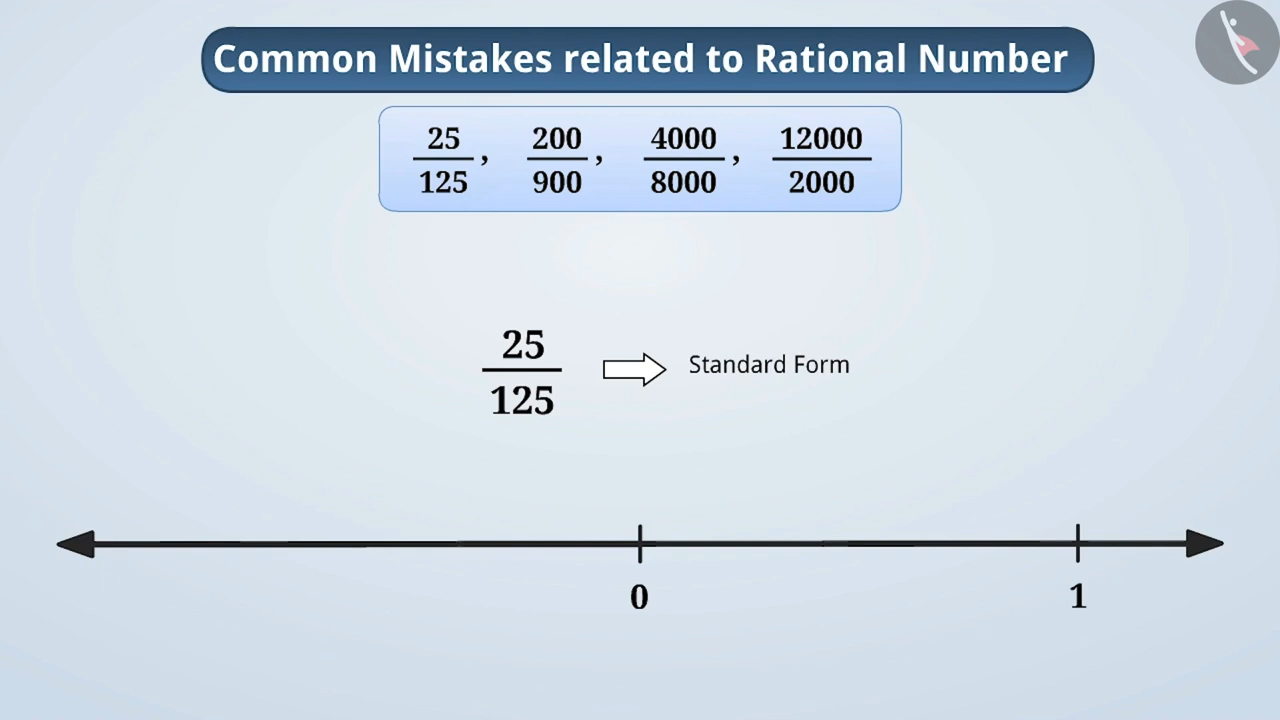 Common Mistakes related to Rational Number
25/125, 200/900, 4000/8000, 12000/2000
25/125 Standard Form
0 1